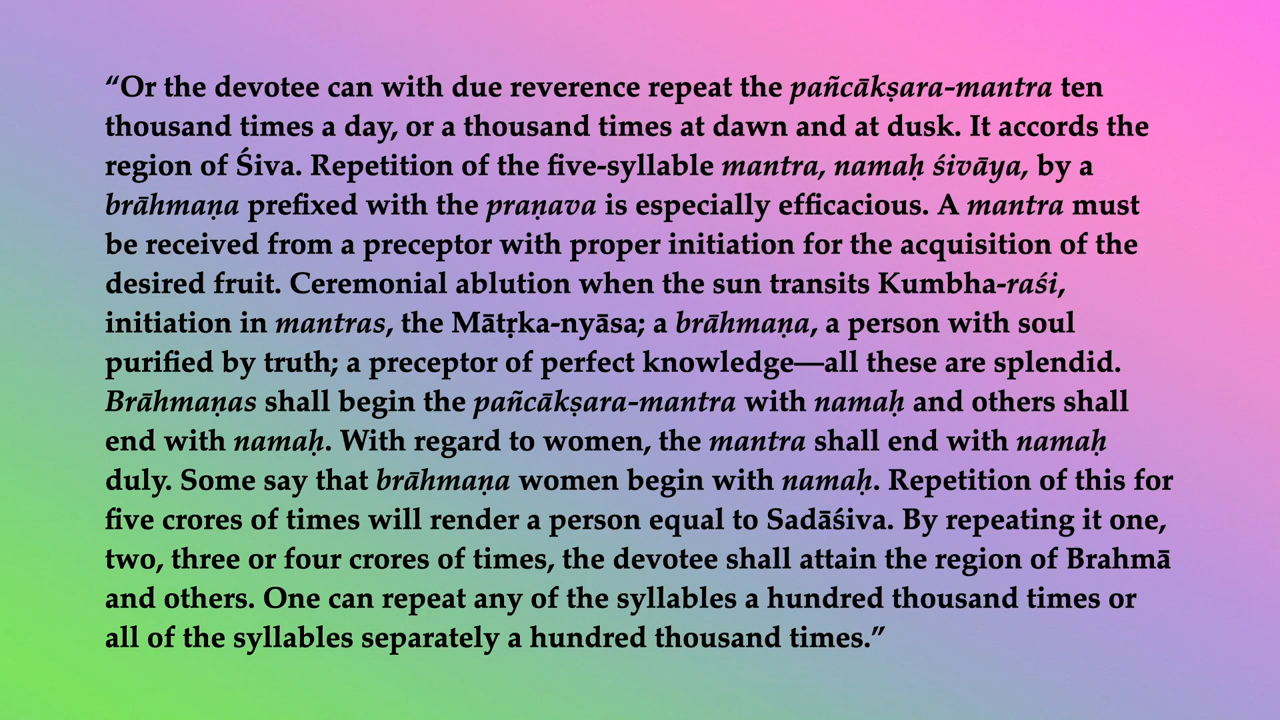 “Or the devotee can with due reverence repeat the pañcākṣara-mantra ten
thousand times a day, or a thousand times at dawn and at dusk. It accords the
region of Śiva. Repetition of the five-syllable mantra, namaḥ śivāya, by a
brāhmaṇa prefixed with the praṇava is especially efficacious. A mantra must
be received from a preceptor with proper initiation for the acquisition of the
desired fruit. Ceremonial ablution when the sun transits Kumbha-raśi,
initiation in mantras, the Mātṛka-nyāsa; a brāhmaṇa, a person with soul
purified by truth; a preceptor of perfect knowledge—all these are splendid.
Brāhmaṇas shall begin the pañcākṣara-mantra with namaḥ and others shall
end with namaḥ. With regard to women, the mantra shall end with namaḥ
duly. Some say that brāhmaṇa women begin with namaḥ. Repetition of this for
five crores of times will render a person equal to Sadāśiva. By repeating it one,
two, three or four crores of times, the devotee shall attain the region of Brahmā
and others. One can repeat any of the syllables a hundred thousand times or
all of the syllables separately a hundred thousand times.”